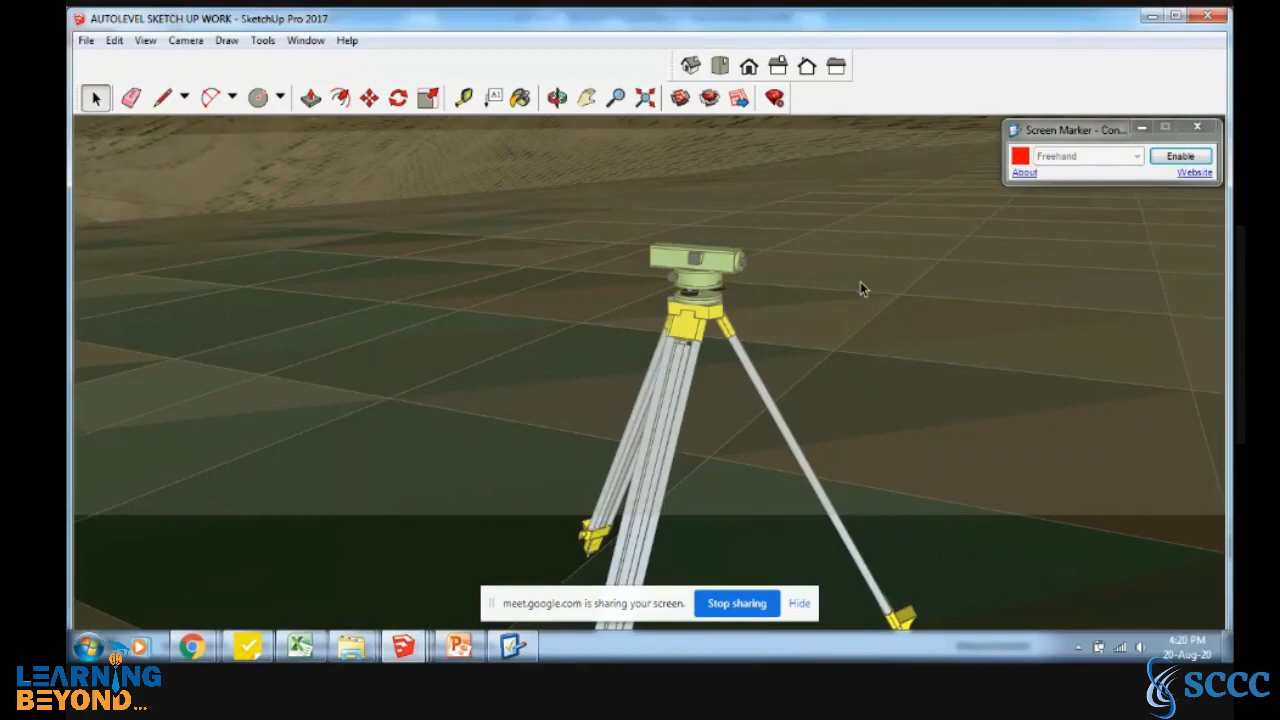 AUTOLEVEL SKETCH UP WORK - SketchUp Pro 2017
File Edit View Camera Draw Tools Window Help
A1
Screen Marker - Con...
Freehand Enable
About Website
meet.google.com is sharing your screen. Stop sharing Hide
4:20 PM
20-Aug-20
LEARNING
BEYOND...
SCCC